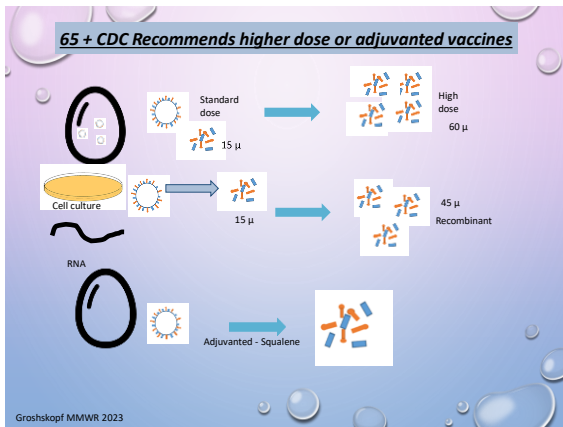 65 + CDC Recommends higher dose or adjuvanted vaccines
Standard
dose
15 µ
High
dose
60 µ
Cell culture
15 µ
45 µ
Recombinant
RNA
Adjuvanted - Squalene
Groshskopf MMWR 2023